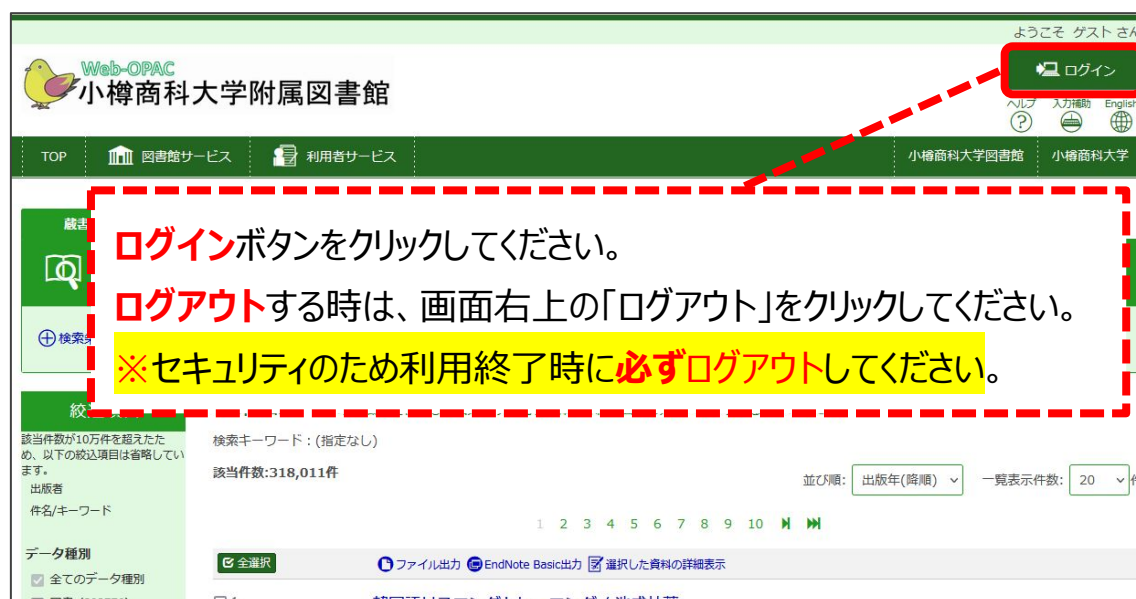 ようこそ ゲスト さん
Web-OPAC
小樽商科大学附属図書館
ログイン
ヘルプ 入力補助 English
TOP 図書館サービス 利用者サービス 小樽商科大学図書館 小樽商科大学
蔵書
ログインボタンをクリックしてください。
ログアウトする時は、画面右上の「ログアウト」をクリックしてください。
※セキュリティのため利用終了時に必ずログアウトしてください。
検索
絞
該当件数が10万件を超えたた
め、以下の絞込項目は省略してい
ます。
出版者
件名/キーワード
検索キーワード：(指定なし)
該当件数:318,011件
並び順: 出版年(降順) 一覧表示件数: 20 件
1 2 3 4 5 6 7 8 9 10
データ種別
全てのデータ種別
全選択 ファイル出力 EndNote Basic出力 選択した資料の詳細表示